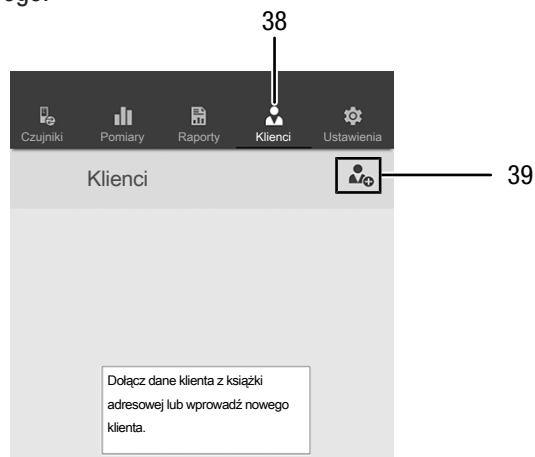 38
Czujniki Pomiary Raporty Klienci Ustawienia
Klienci
39
Dołącz dane klienta z książki
adresowej lub wprowadź nowego
klienta.